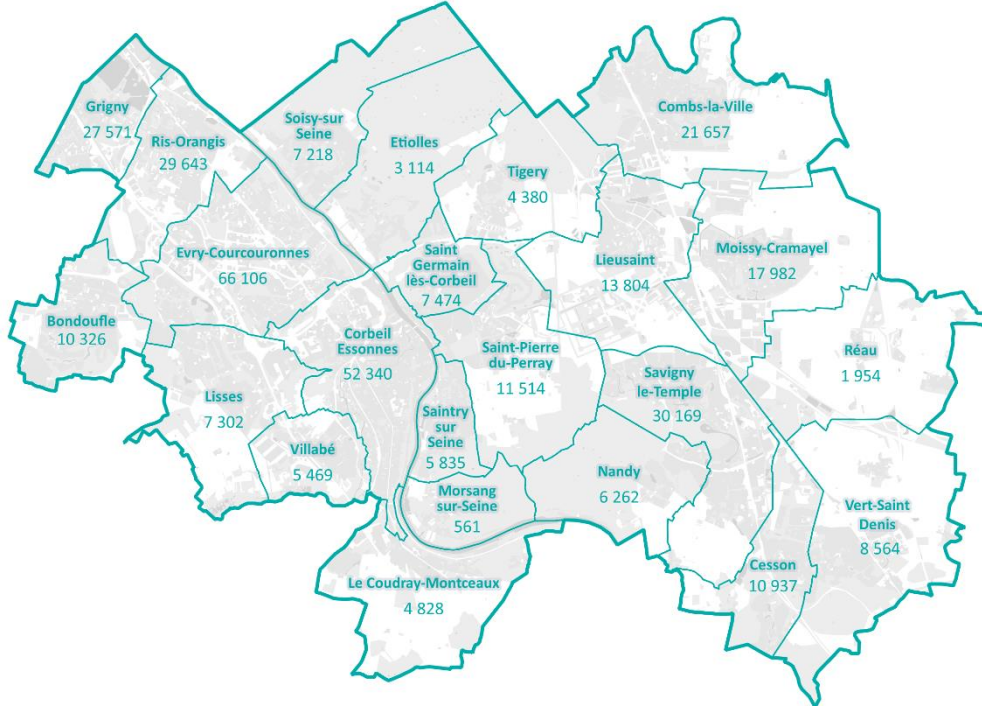 Grigny
27 571
Ris-Orangis
29 643
Soisy-sur
Seine
7 218
Etiolles
3 114
Tigery
4 380
Combs-la-Ville
21 657
Evry-Courcouronnes
66 106
Saint
Germain
lès-Corbeil
7 474
Lieusaint
13 804
Moissy-Cramayel
17 982
Bondoufle
10 326
Corbeil
Essonnes
52 340
Saint-Pierre
du-Perray
11 514
Réau
1 954
Lisses
7 302
Savigny
le-Temple
30 169
Saintry
sur
Seine
5 835
Villabé
5 469
Morsang
sur-Seine
561
Nandy
6 262
Vert-Saint
Denis
8 564
Cesson
10 937
Le Coudray-Montceaux
4 828